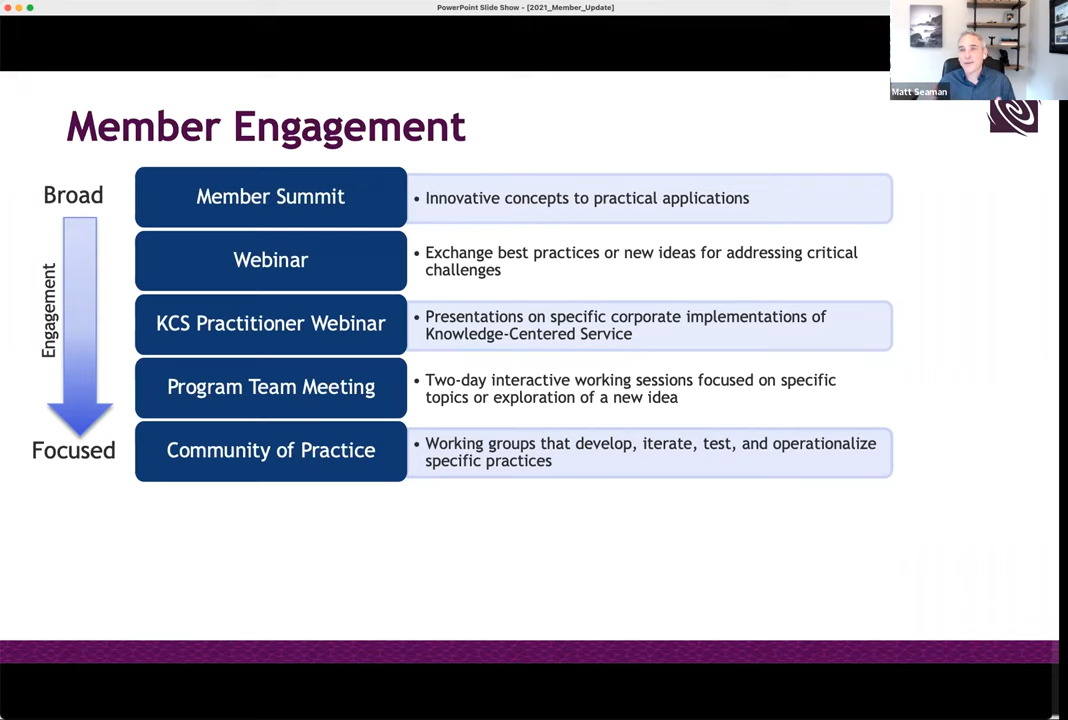 PowerPoint Slide Show - [2021_Member_Update]
Matt Seaman
Member Engagement
Broad
Engagement
Focused
Member Summit
• Innovative concepts to practical applications
Webinar
• Exchange best practices or new ideas for addressing critical
challenges
KCS Practitioner Webinar
• Presentations on specific corporate implementations of
Knowledge-Centered Service
Program Team Meeting
• Two-day interactive working sessions focused on specific
topics or exploration of a new idea
Community of Practice
• Working groups that develop, iterate, test, and operationalize
specific practices